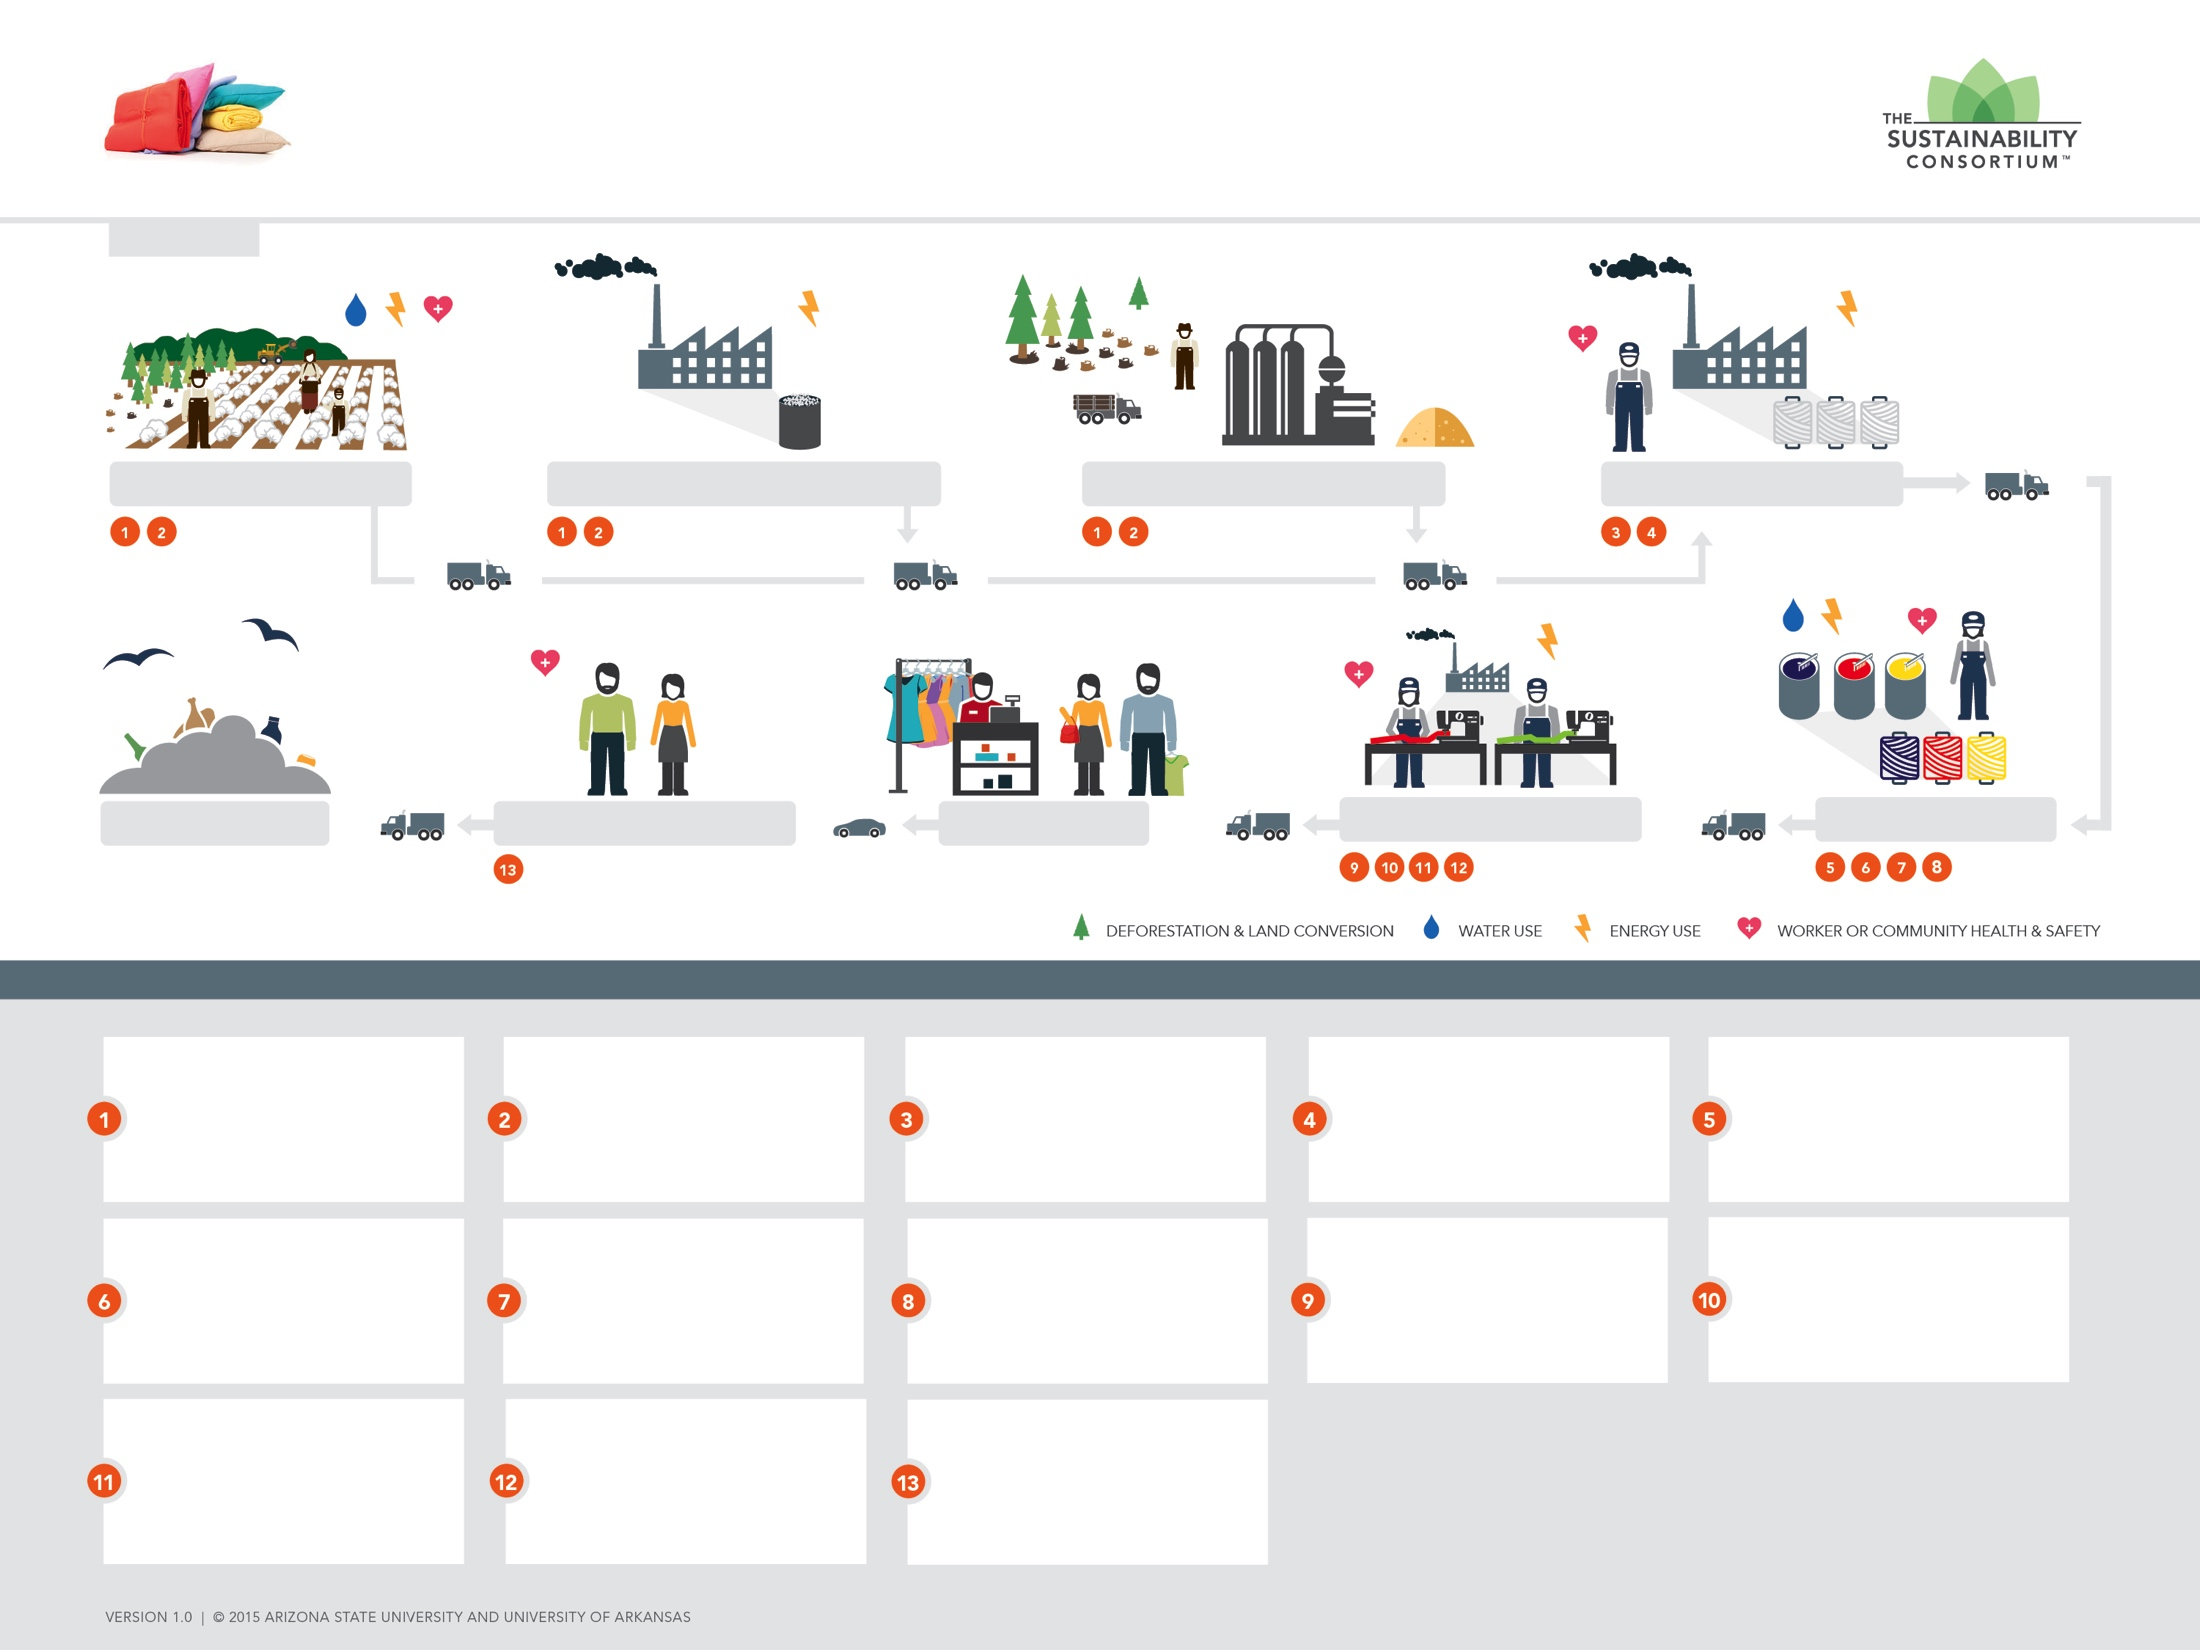 THE
SUSTAINABILITY
CONSORTIUM™
1 2
1 2
1 2
3 4
13
9 10 11 12
5 6 7 8
DEFORESTATION & LAND CONVERSION
WATER USE
ENERGY USE
WORKER OR COMMUNITY HEALTH & SAFETY
1
2
3
4
5
6
7
8
9
10
11
12
13
VERSION 1.0 | © 2015 ARIZONA STATE UNIVERSITY AND UNIVERSITY OF ARKANSAS